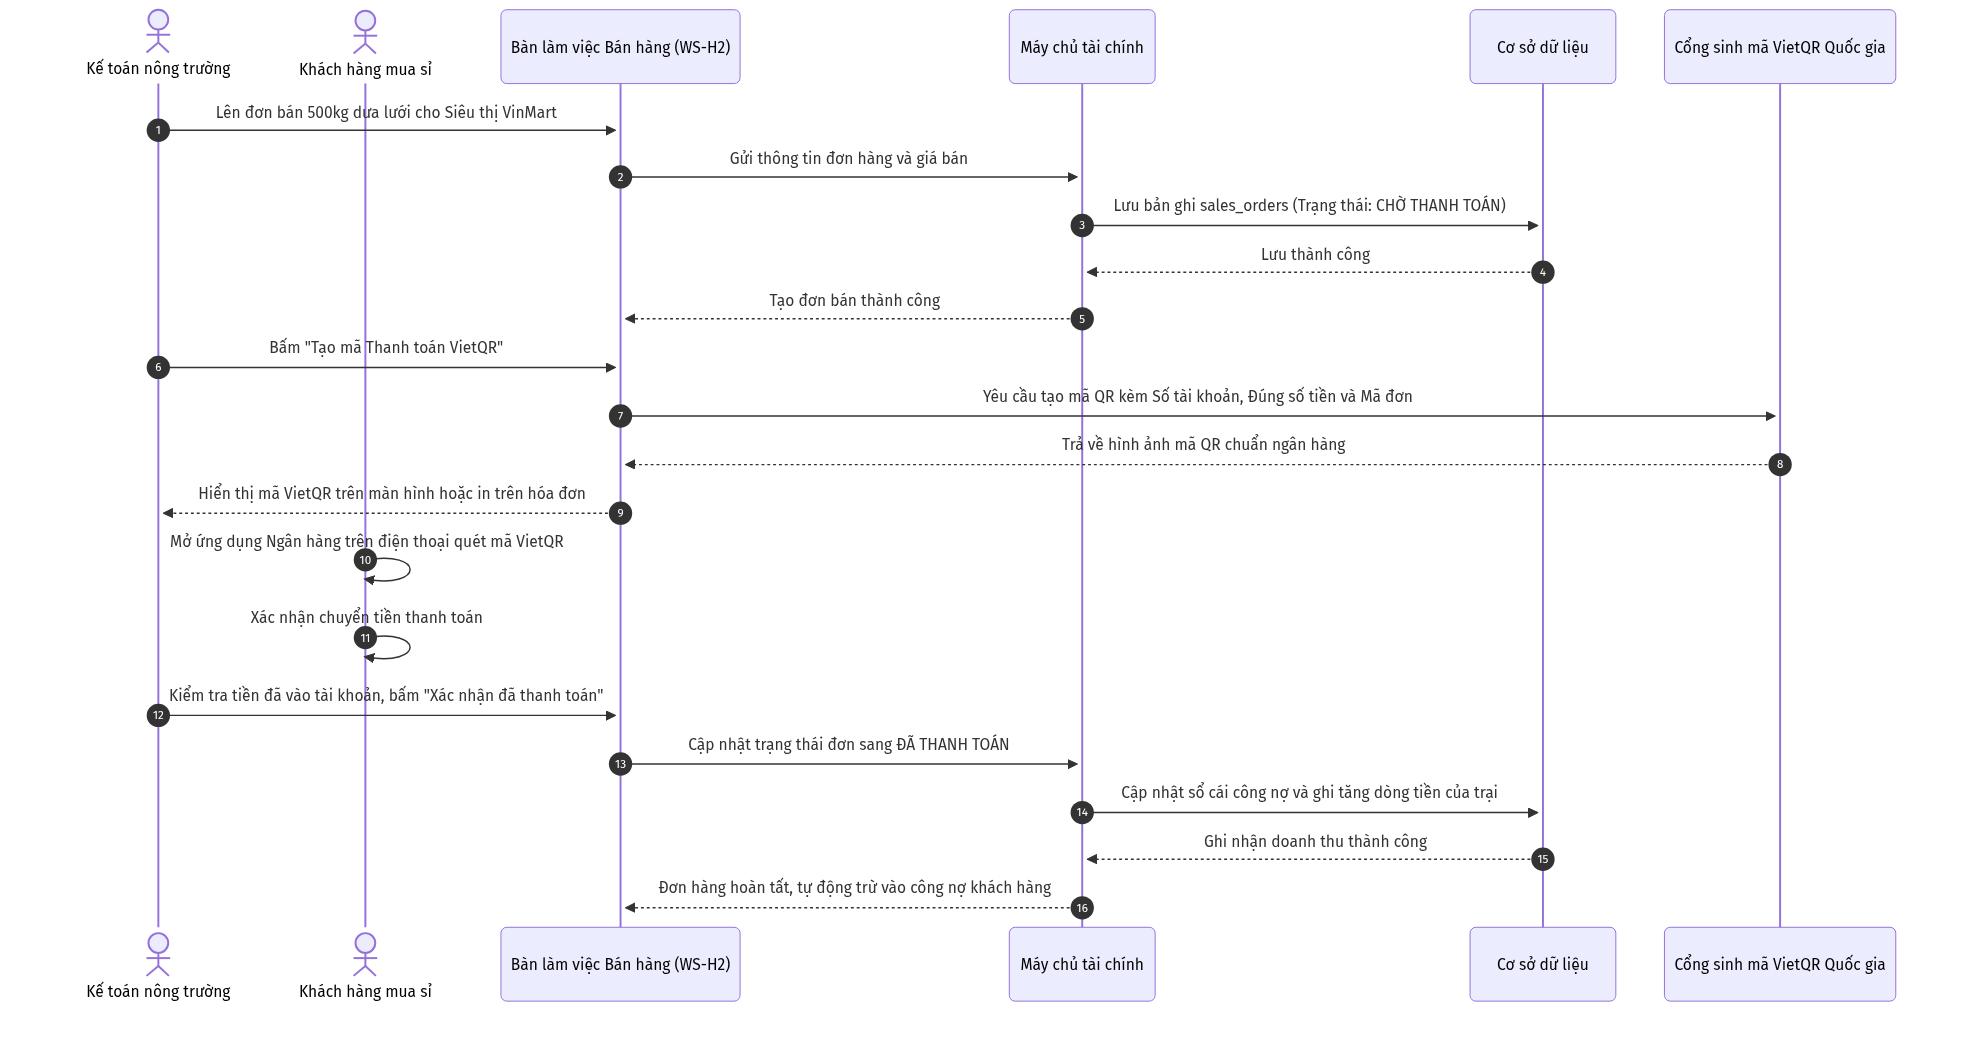 Kế toán nông trường
Khách hàng mua sỉ
Bàn làm việc Bán hàng (WS-H2)
Máy chủ tài chính
Cơ sở dữ liệu
Cổng sinh mã VietQR Quốc gia
Lên đơn bán 500kg dưa lưới cho Siêu thị VinMart
1
Gửi thông tin đơn hàng và giá bán
2
Lưu bản ghi sales_orders (Trạng thái: CHỜ THANH TOÁN)
3
Lưu thành công
4
Tạo đơn bán thành công
5
Bấm "Tạo mã Thanh toán VietQR"
6
Yêu cầu tạo mã QR kèm Số tài khoản, Đúng số tiền và Mã đơn
7
Trả về hình ảnh mã QR chuẩn ngân hàng
8
Hiển thị mã VietQR trên màn hình hoặc in trên hóa đơn
9
Mở ứng dụng Ngân hàng trên điện thoại quét mã VietQR
10
Xác nhận chuyển tiền thanh toán
11
Kiểm tra tiền đã vào tài khoản, bấm "Xác nhận đã thanh toán"
12
Cập nhật trạng thái đơn sang ĐÃ THANH TOÁN
13
Cập nhật sổ cái công nợ và ghi tăng dòng tiền của trại
14
Ghi nhận doanh thu thành công
15
Đơn hàng hoàn tất, tự động trừ vào công nợ khách hàng
16
Kế toán nông trường
Khách hàng mua sỉ
Bàn làm việc Bán hàng (WS-H2)
Máy chủ tài chính
Cơ sở dữ liệu
Cổng sinh mã VietQR Quốc gia